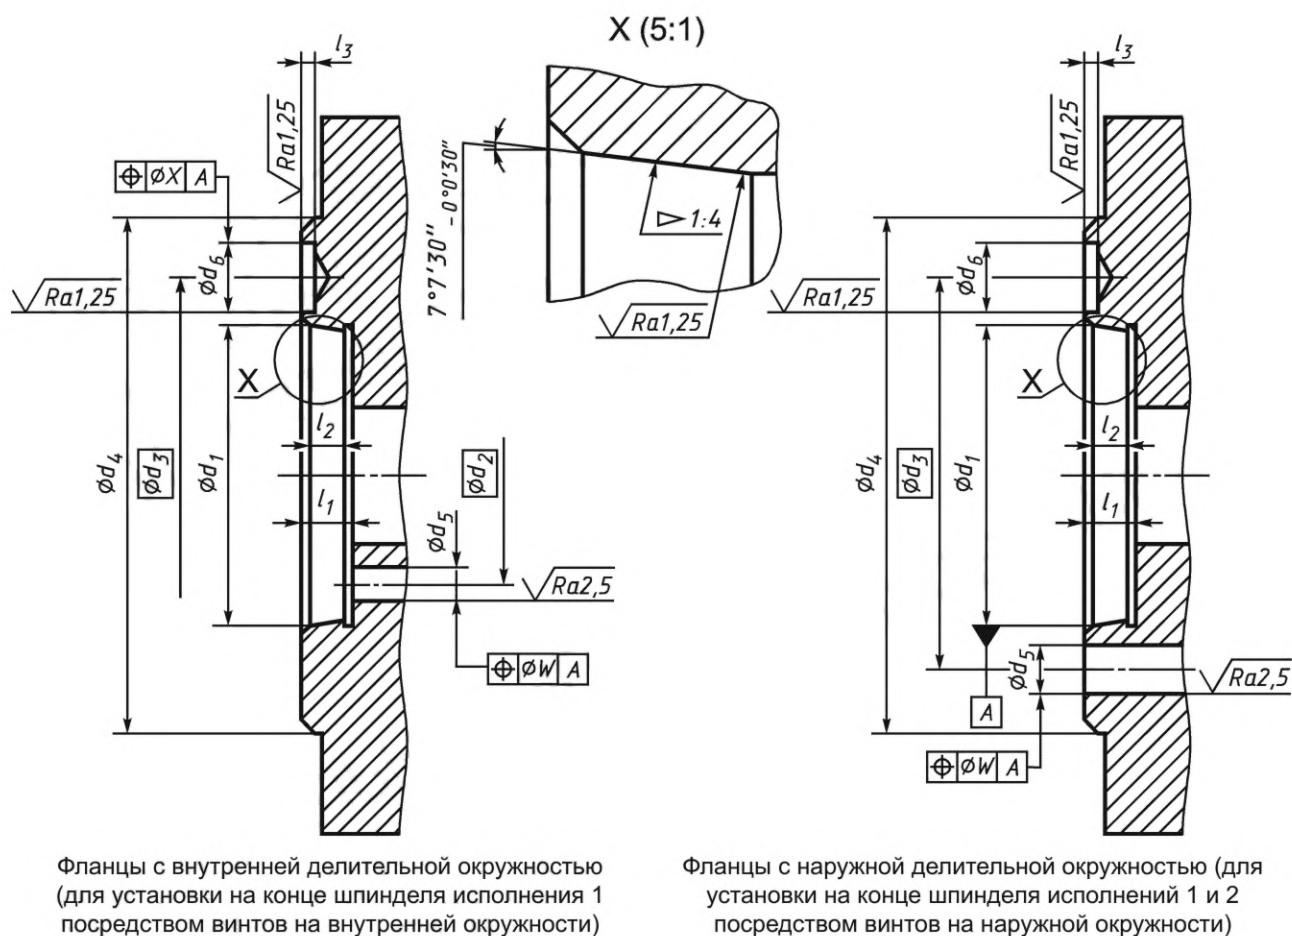 X (5:1)
l3
Ra1,25
⌖ ØX A
Ød6
Ra1,25
X
Ød4
Ød3
Ød1
l2
l1
Ød2
Ød5
Ra2,5
⌖ ØW A
7°7'30" -0°0'30"
▷ 1:4
Ra1,25
l3
Ra1,25
Ød6
Ra1,25
X
Ød4
Ød3
Ød1
l2
l1
A
Ød5
Ra2,5
⌖ ØW A
Фланцы с внутренней делительной окружностью
(для установки на конце шпинделя исполнения 1
посредством винтов на внутренней окружности)
Фланцы с наружной делительной окружностью (для
установки на конце шпинделя исполнений 1 и 2
посредством винтов на наружной окружности)